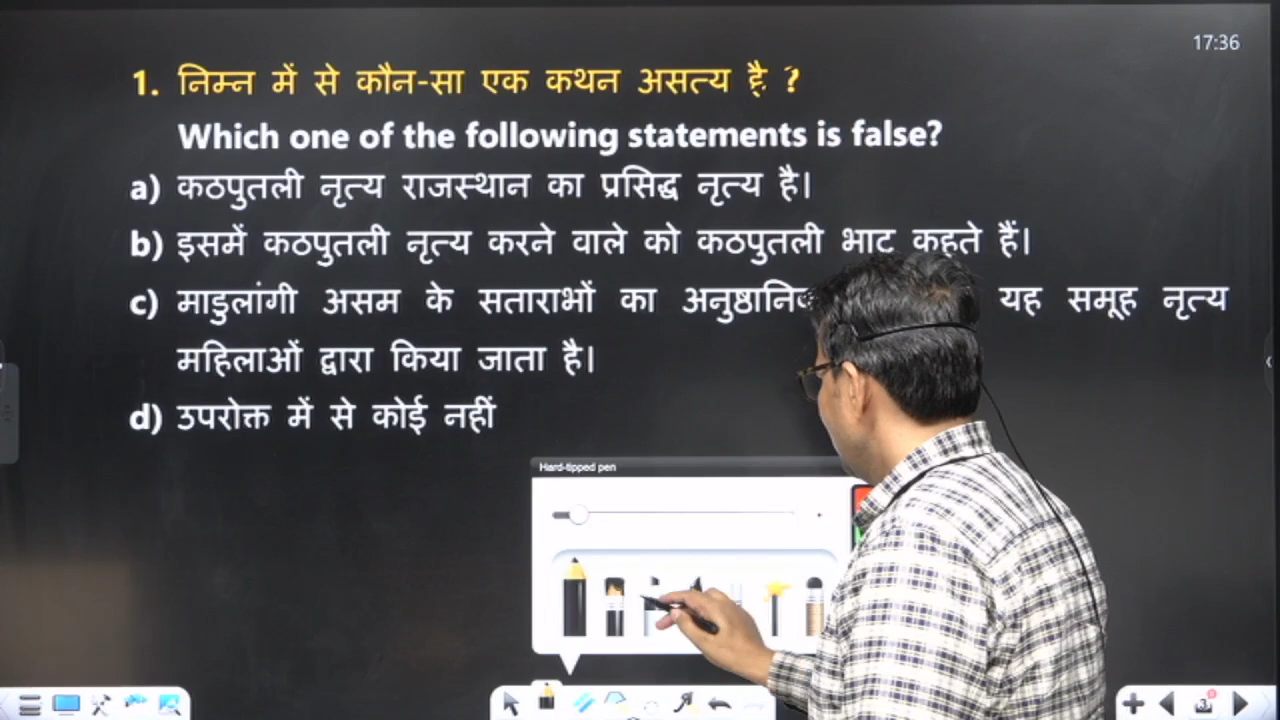 17:36
1. निम्न में से कौन-सा एक कथन असत्य है ?
Which one of the following statements is false?
a) कठपुतली नृत्य राजस्थान का प्रसिद्ध नृत्य है।
b) इसमें कठपुतली नृत्य करने वाले को कठपुतली भाट कहते हैं।
c) माडुलांगी असम के सताराभों का यह समूह नृत्य
महिलाओं द्वारा किया जाता है।
d) उपरोक्त में से कोई नहीं
Hard-tipped pen